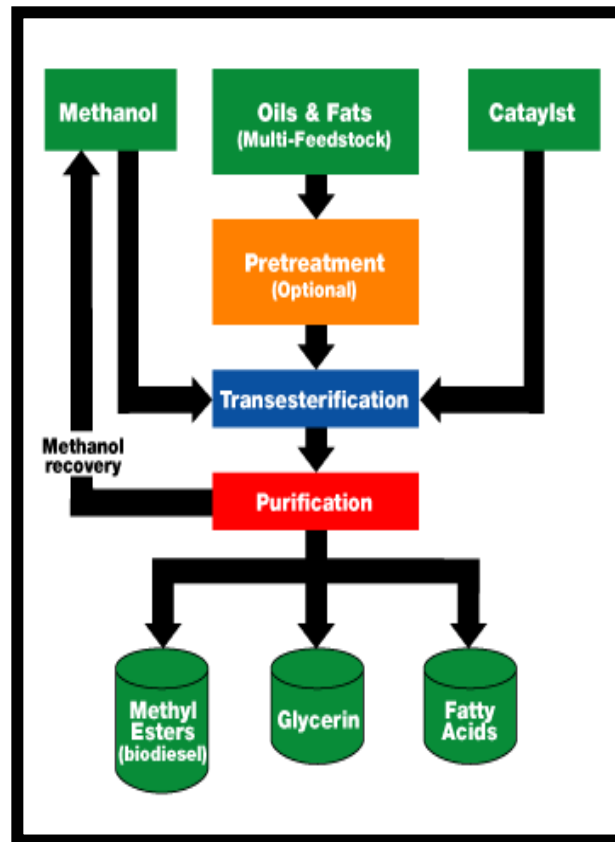 Methanol
Oils & Fats
(Multi-Feedstock)
Cataylst
Pretreatment
(Optional)
Transesterification
Methanol
recovery
Purification
Methyl
Esters
(biodiesel)
Glycerin
Fatty
Acids